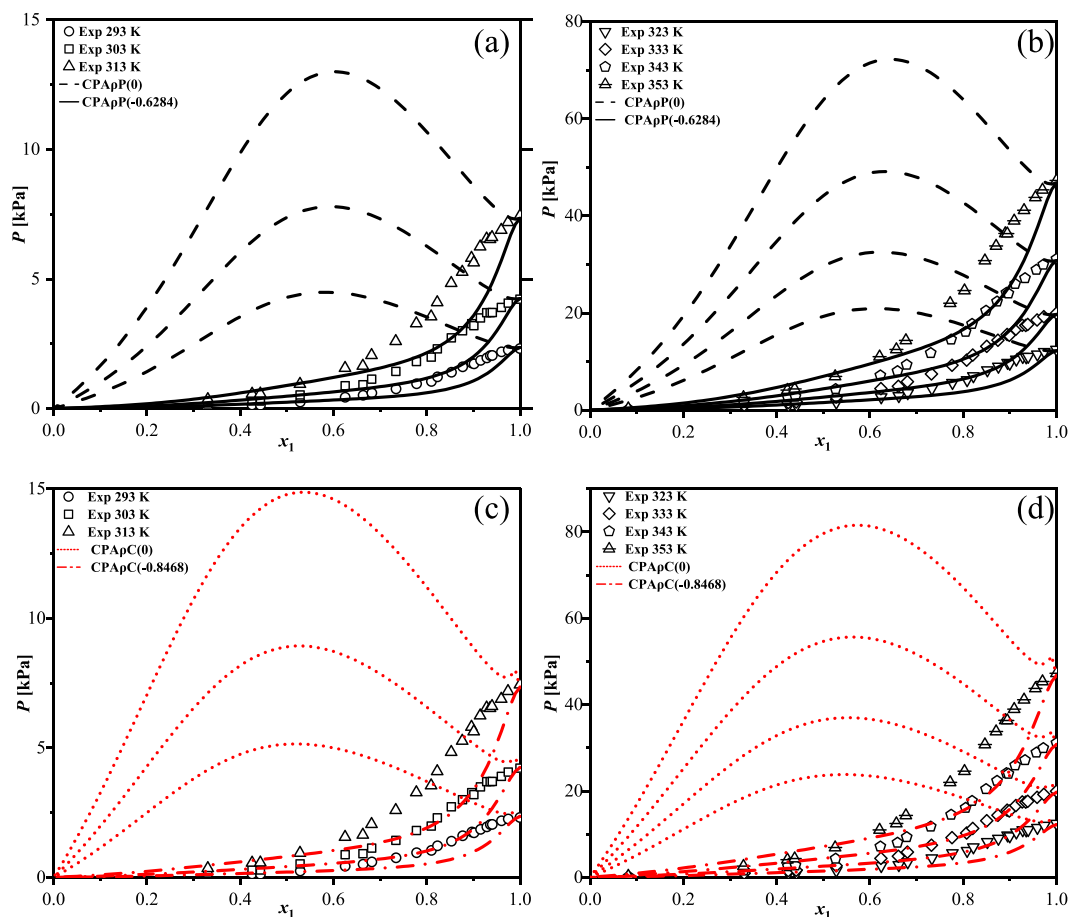 15
(a)
Exp 293 K
Exp 303 K
Exp 313 K
CPAρP(0)
CPAρP(-0.6284)
10
P [kPa]
5
0
0.0 0.2 0.4 0.6 0.8 1.0
x1
80
(b)
Exp 323 K
Exp 333 K
Exp 343 K
Exp 353 K
CPAρP(0)
CPAρP(-0.6284)
60
P [kPa]
40
20
0
0.0 0.2 0.4 0.6 0.8 1.0
x1
15
(c)
Exp 293 K
Exp 303 K
Exp 313 K
CPAρC(0)
CPAρC(-0.8468)
10
P [kPa]
5
0
0.0 0.2 0.4 0.6 0.8 1.0
x1
(d)
Exp 323 K
Exp 333 K
Exp 343 K
Exp 353 K
CPAρC(0)
CPAρC(-0.8468)
80
60
P [kPa]
40
20
0
0.0 0.2 0.4 0.6 0.8 1.0
x1